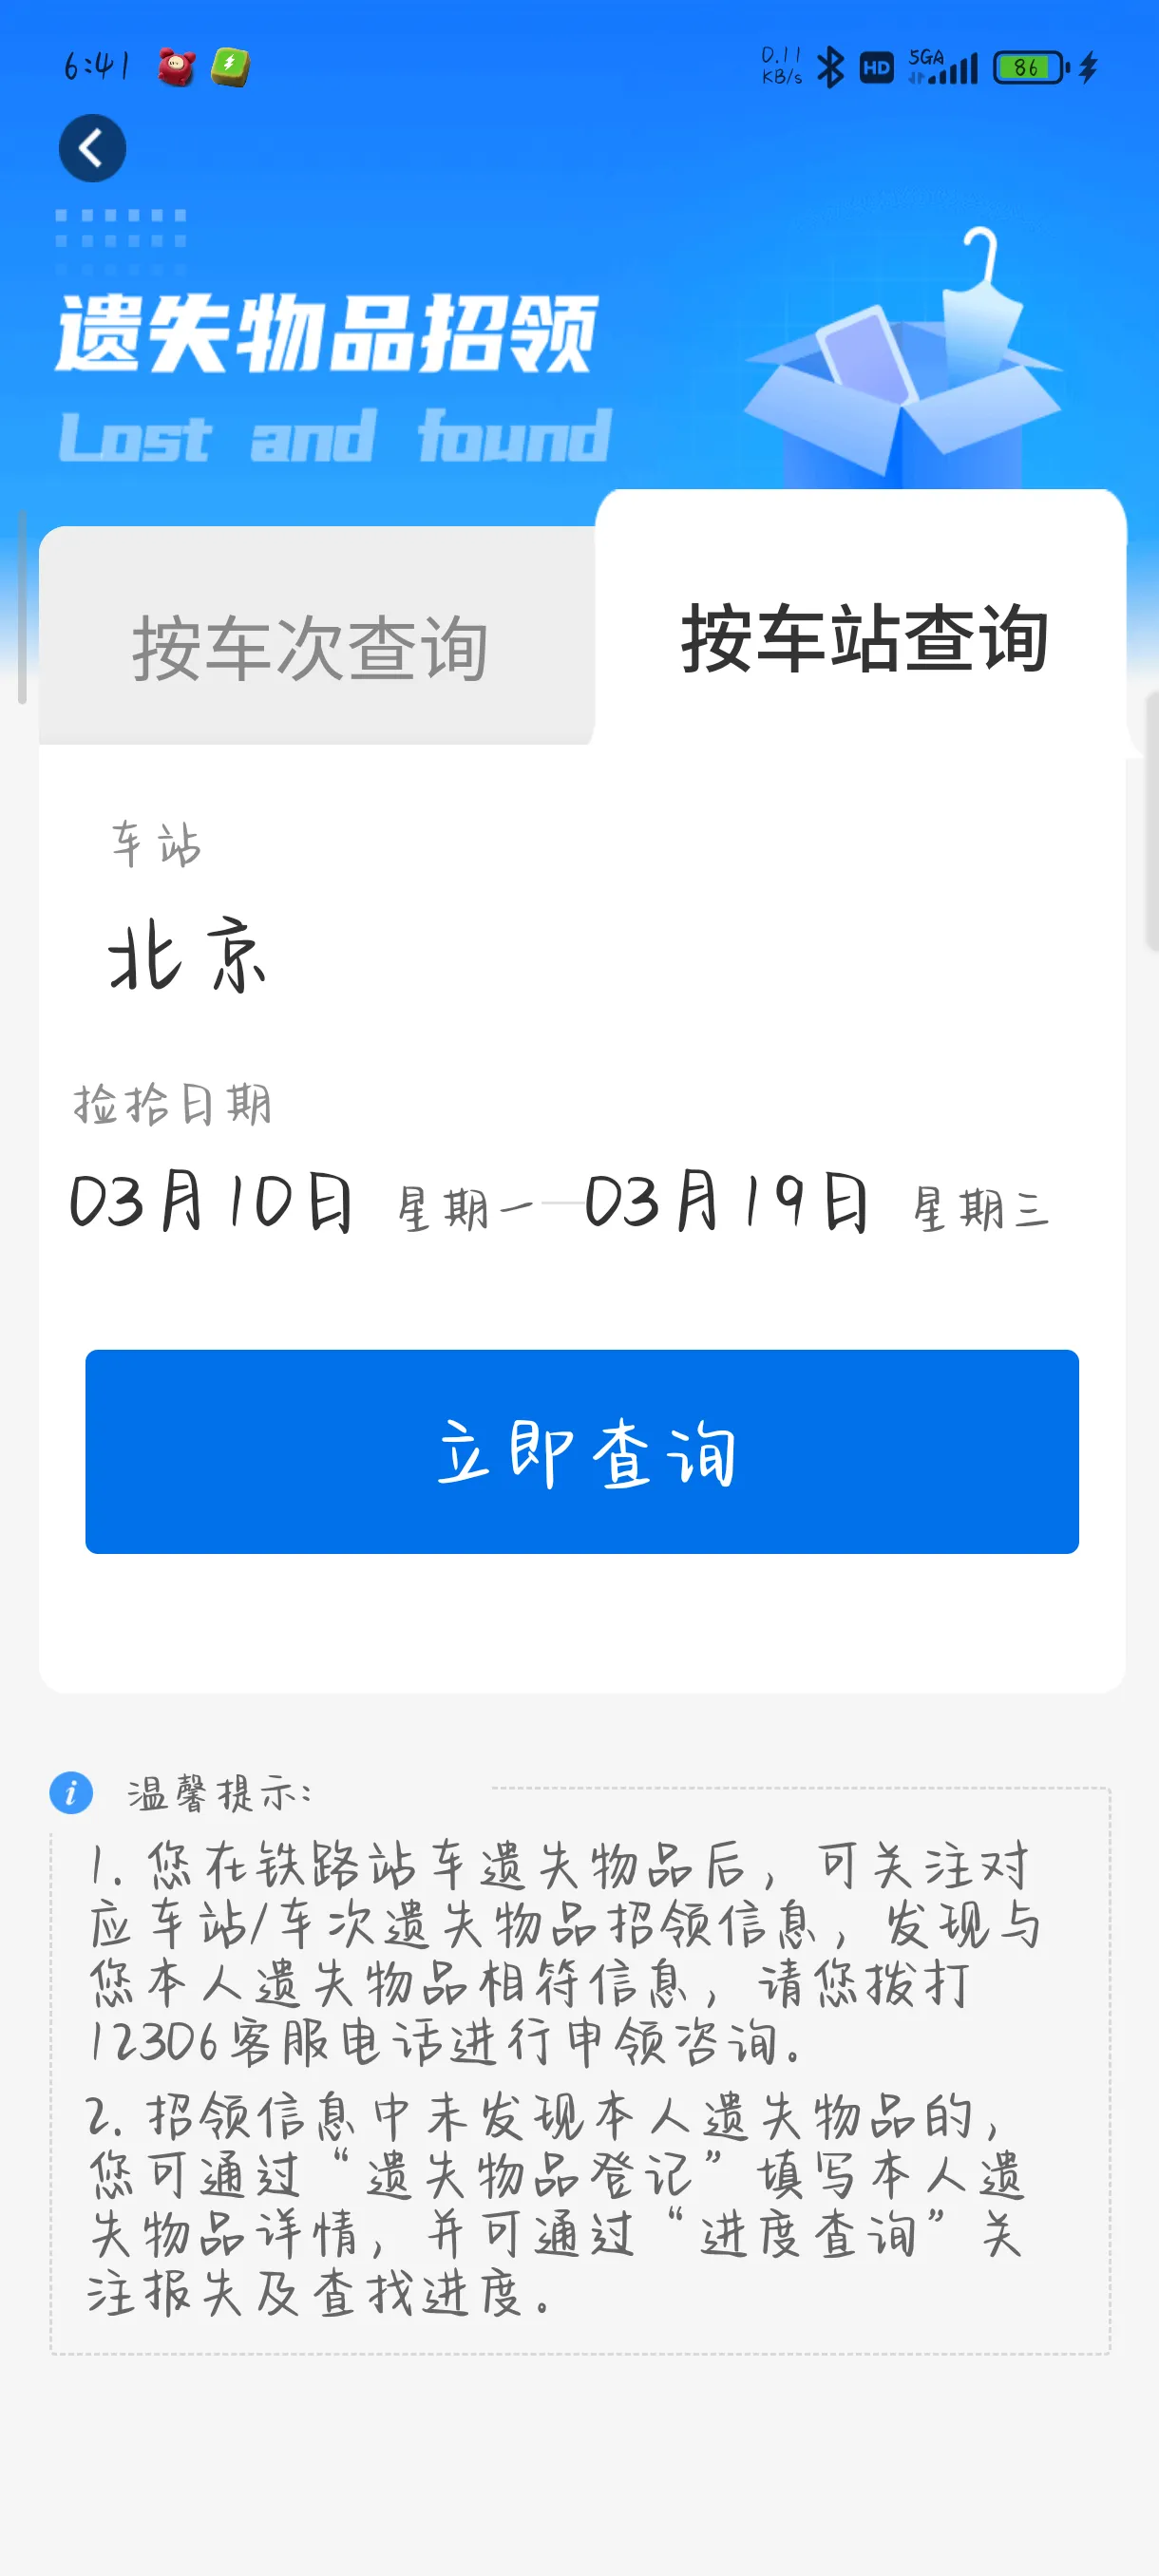 6:41
0.11
KB/s
HD
5GA
86
遗失物品招领
Lost and found
按车次查询
按车站查询
车站
北京
捡拾日期
03月10日 星期一 03月19日 星期三
立即查询
温馨提示:
1. 您在铁路站车遗失物品后，可关注对
应车站/车次遗失物品招领信息，发现与
您本人遗失物品相符信息，请您拨打
12306客服电话进行申领咨询。
2. 招领信息中未发现本人遗失物品的，
您可通过“遗失物品登记”填写本人遗
失物品详情，并可通过“进度查询”关
注报失及查找进度。